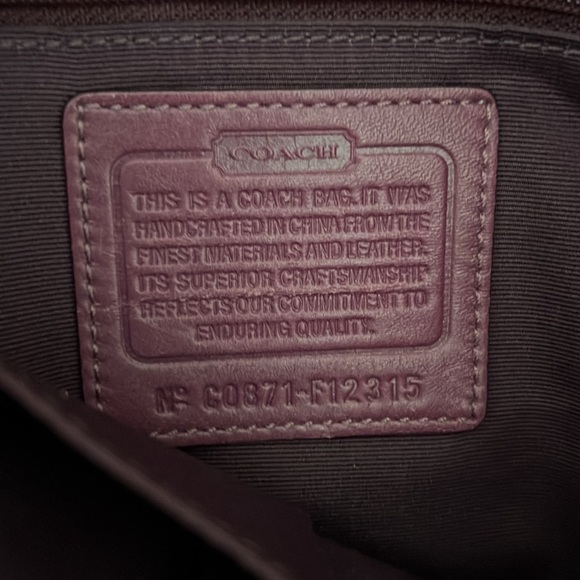 COACH
THIS IS A COACH BAG. IT WAS
HANDCRAFTED IN CHINA FROM THE
FINEST MATERIALS AND LEATHER.
ITS SUPERIOR CRAFTSMANSHIP
REFLECTS OUR COMMITMENT TO
ENDURING QUALITY.
Nº C0871-F12315